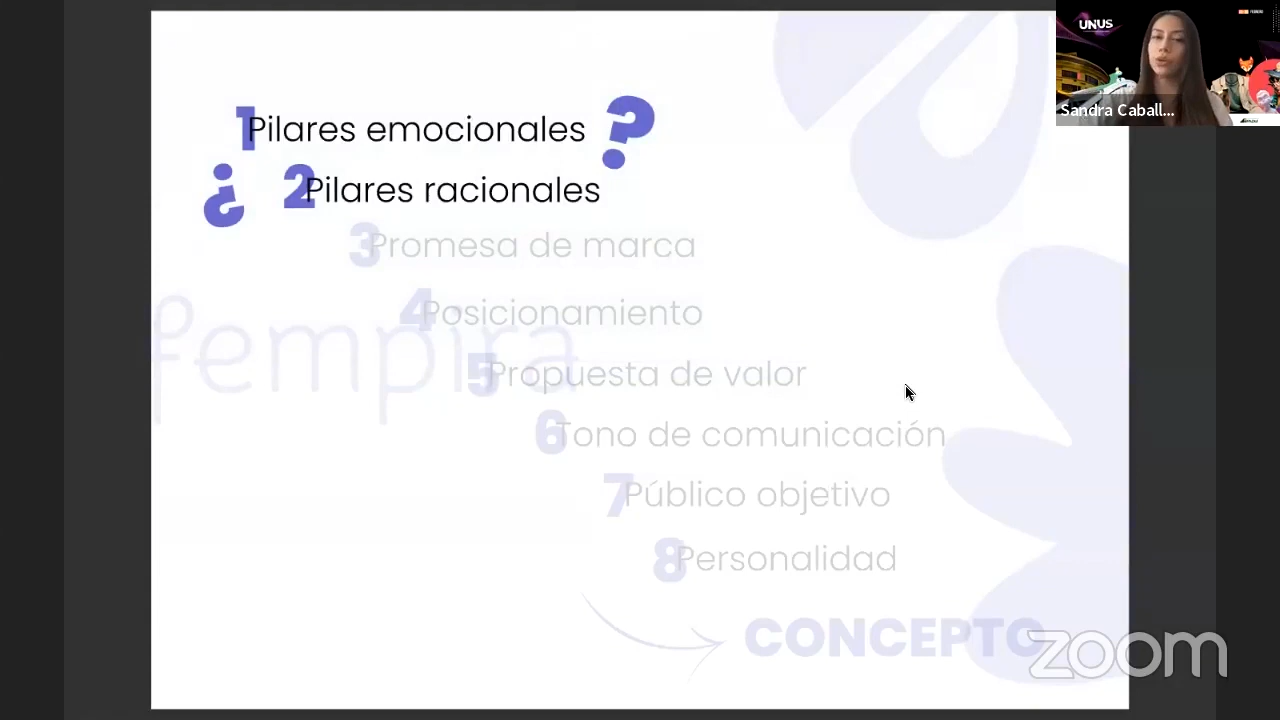 UNUS
Sandra Caball...
1 Pilares emocionales ?
¿ 2 Pilares racionales
3 Promesa de marca
4 Posicionamiento
fempira
5 Propuesta de valor
6 Tono de comunicación
7 Público objetivo
8 Personalidad
CONCEPTO
zoom